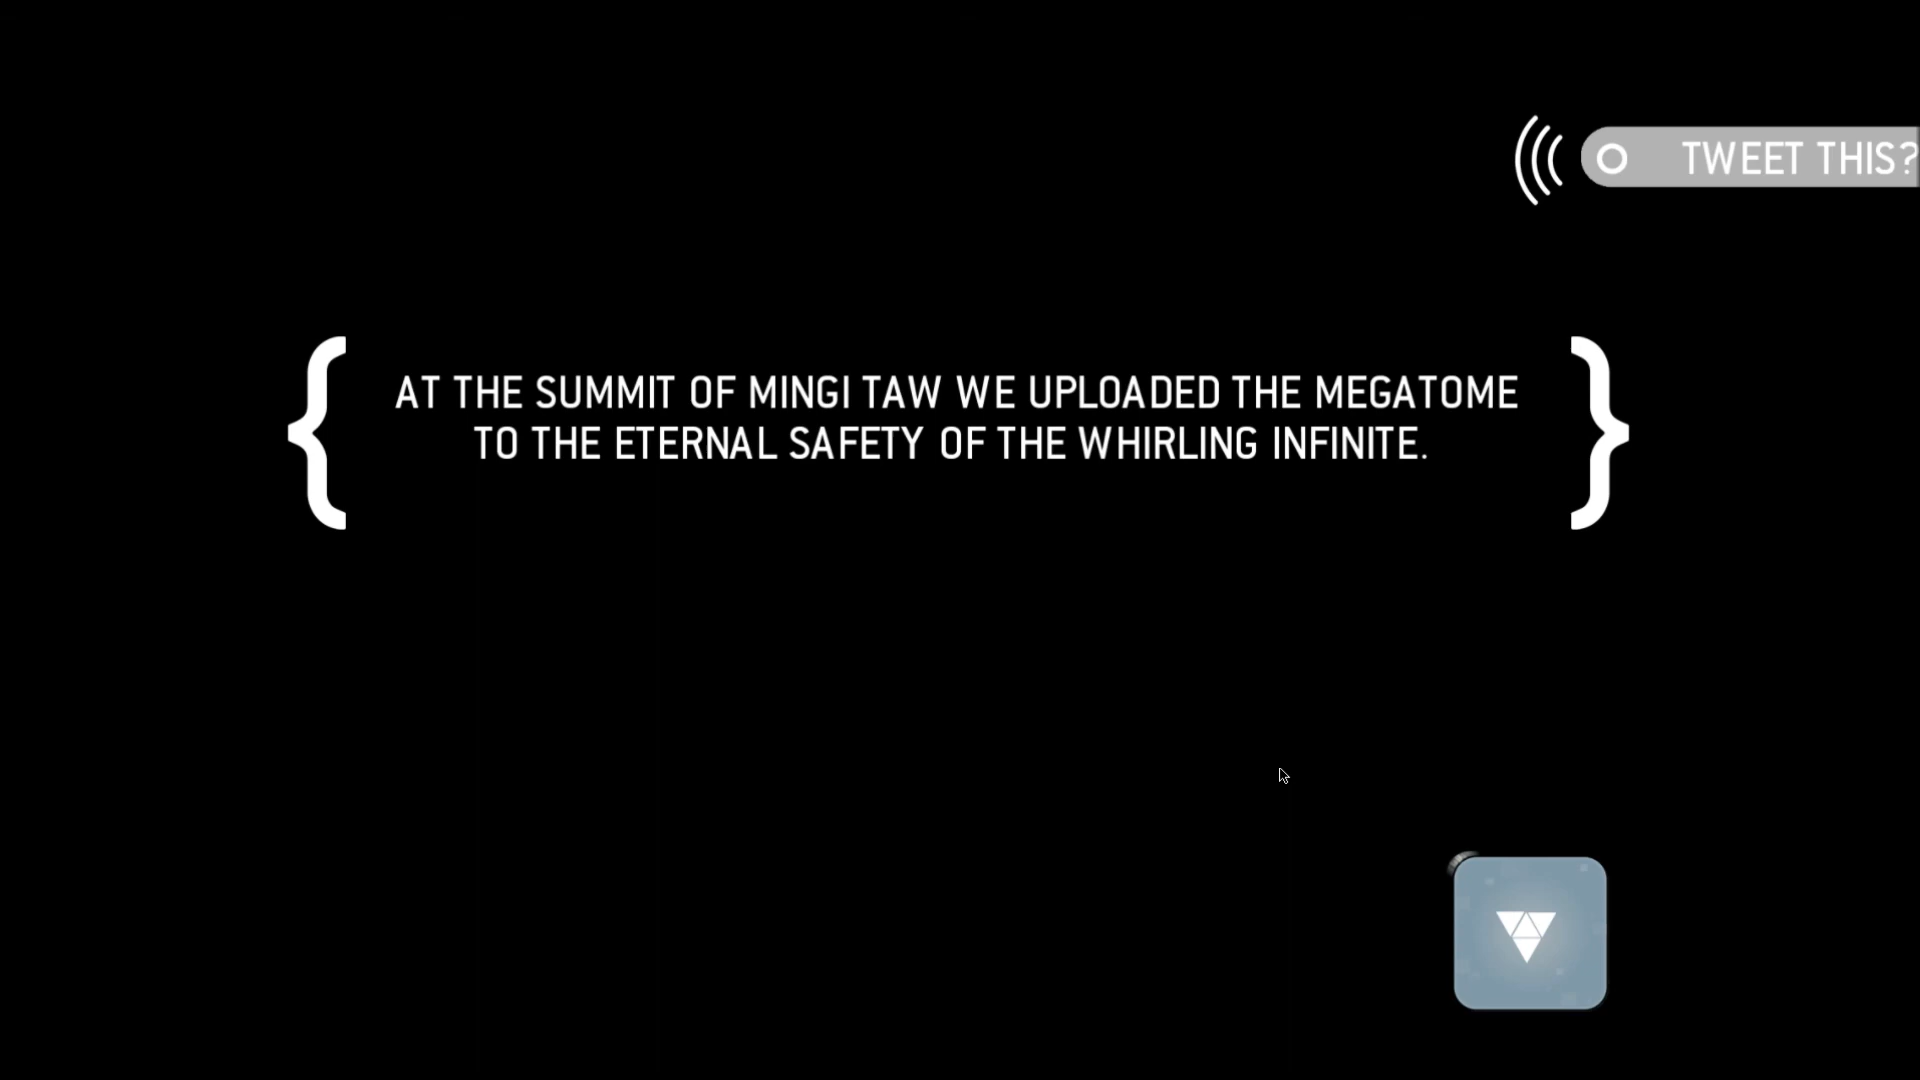 TWEET THIS?
AT THE SUMMIT OF MINGI TAW WE UPLOADED THE MEGATOME
TO THE ETERNAL SAFETY OF THE WHIRLING INFINITE.